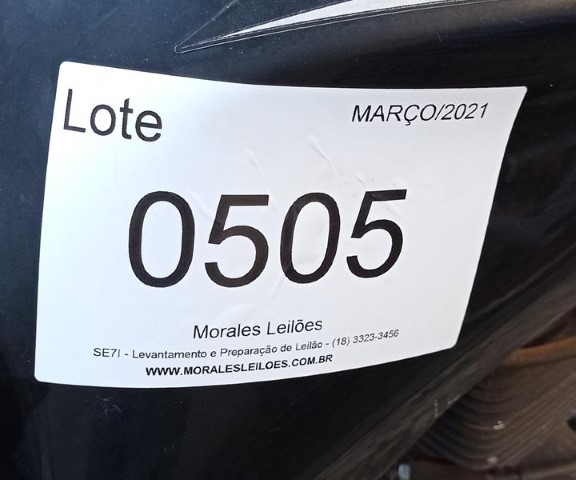 Lote
MARÇO/2021
0505
Morales Leilões
SE7I - Levantamento e Preparação de Leilão - (18) 3323-3456
WWW.MORALESLEILOES.COM.BR